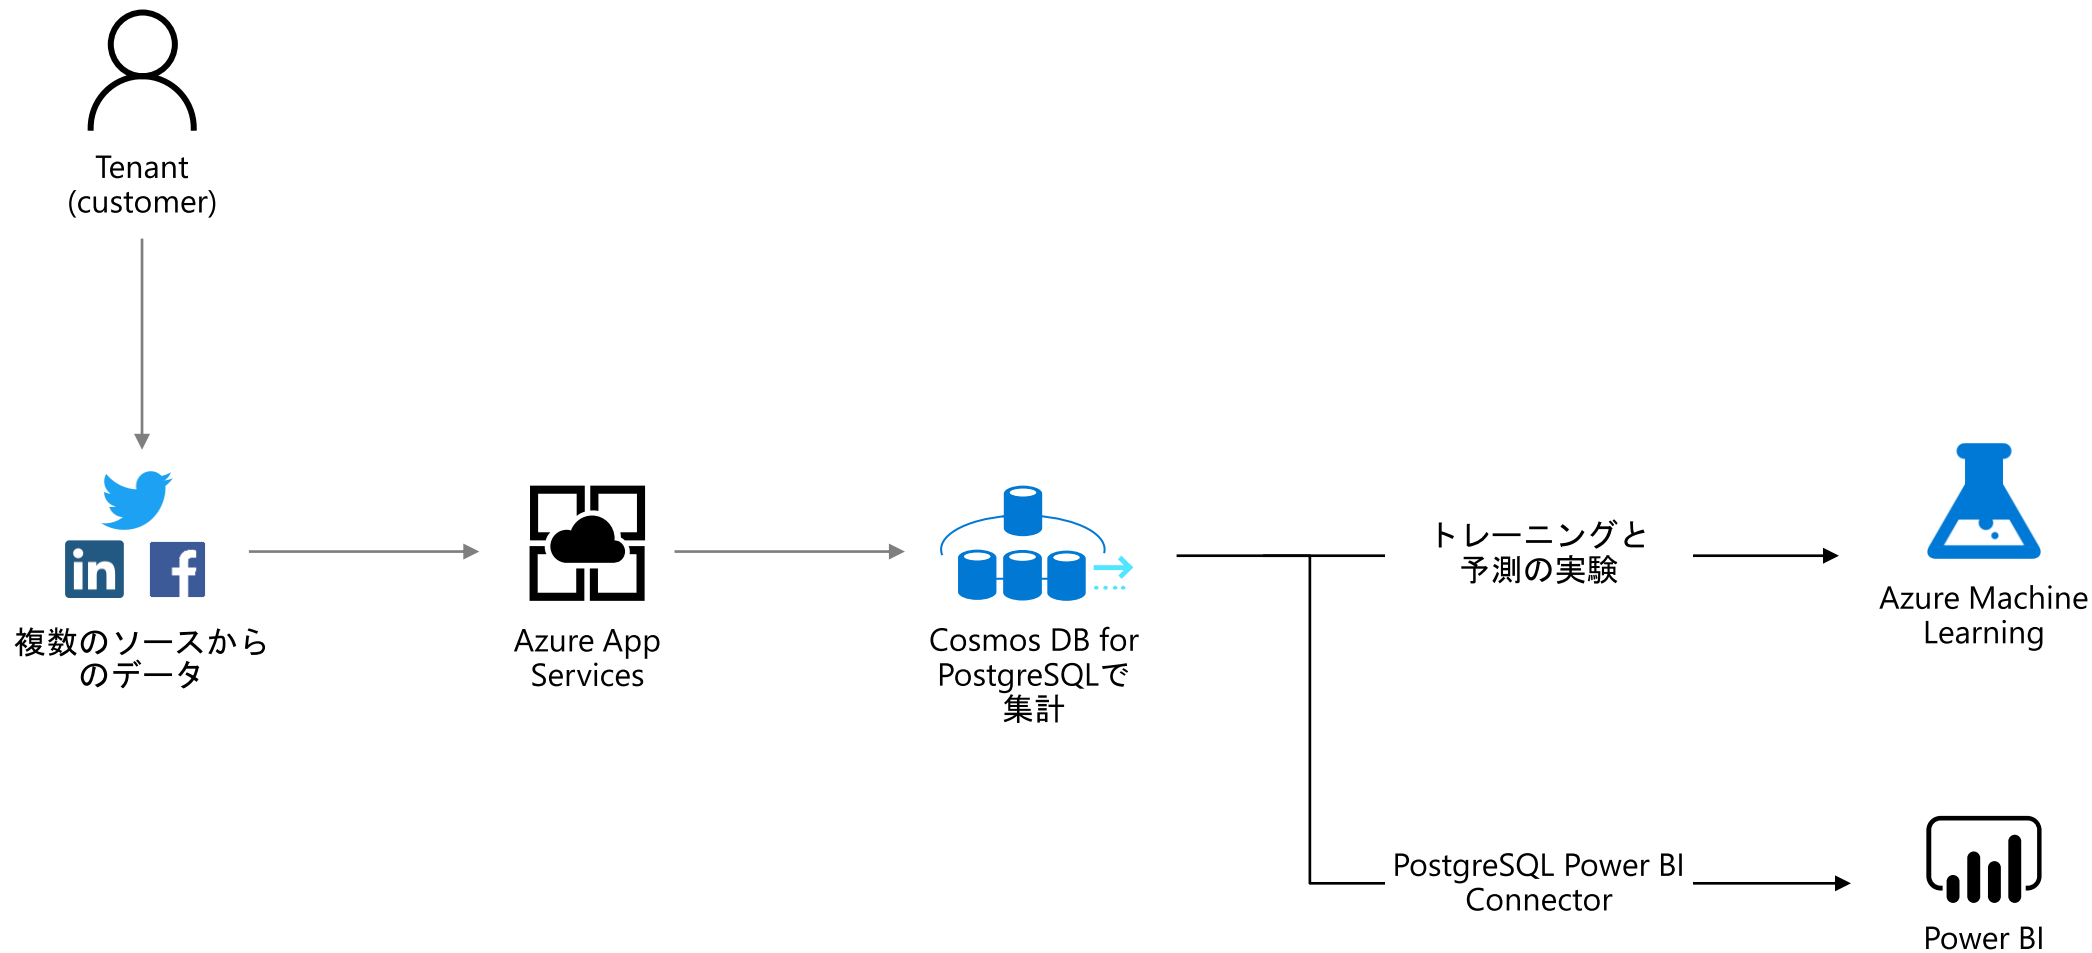 Tenant
(customer)
複数のソースから
のデータ
in
f
Azure App
Services
Cosmos DB for
PostgreSQLで
集計
トレーニングと
予測の実験
Azure Machine
Learning
PostgreSQL Power BI
Connector
Power BI